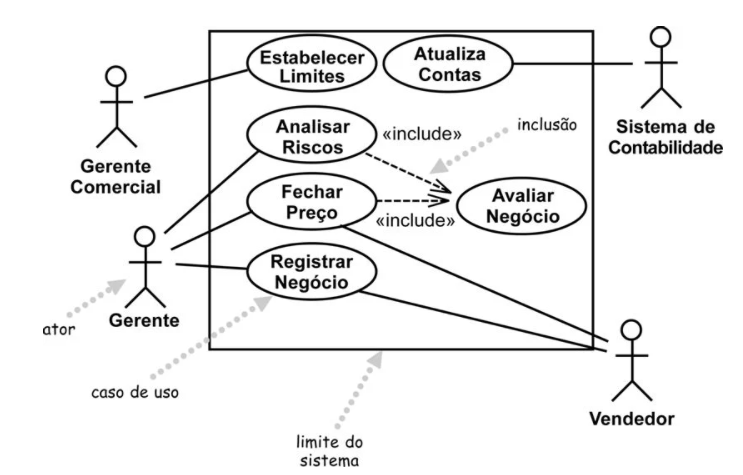 Estabelecer
Limites
Atualiza
Contas
Gerente
Comercial
Sistema de
Contabilidade
Analisar
Riscos
«include»
inclusão
Fechar
Preço
«include»
Avaliar
Negócio
Registrar
Negócio
Gerente
ator
caso de uso
limite do
sistema
Vendedor